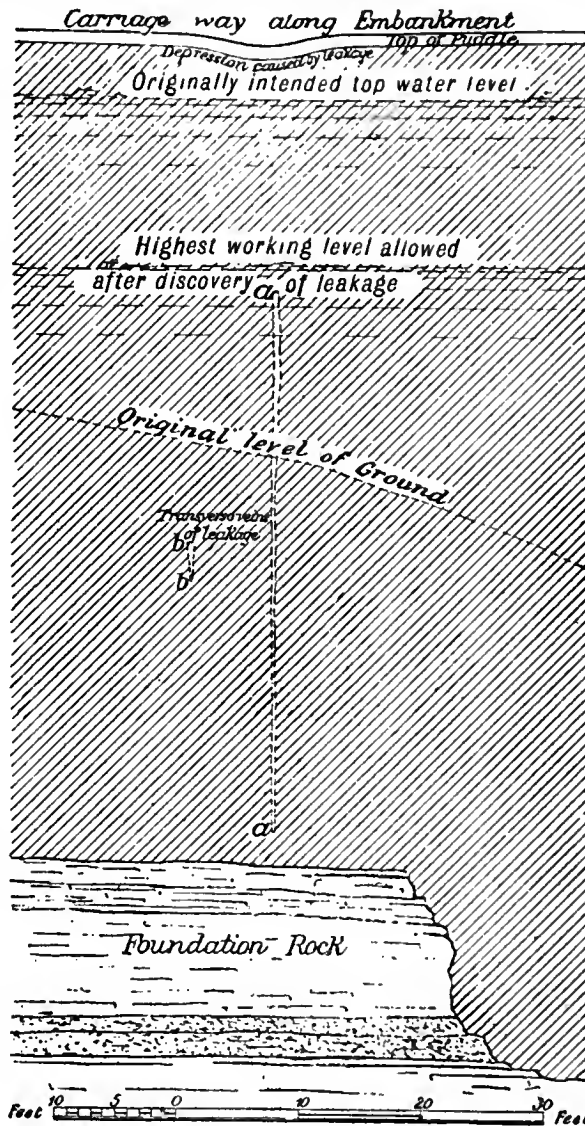 Carriage way along Embankment
Top of Puddle
Depression caused by leakage
Originally intended top water level
Highest working level allowed
after discovery of leakage
a
Original level of Ground
Transverse veins
of leakage
b
b
a
Foundation Rock
Feet 10 5 0 10 20 30 Feet